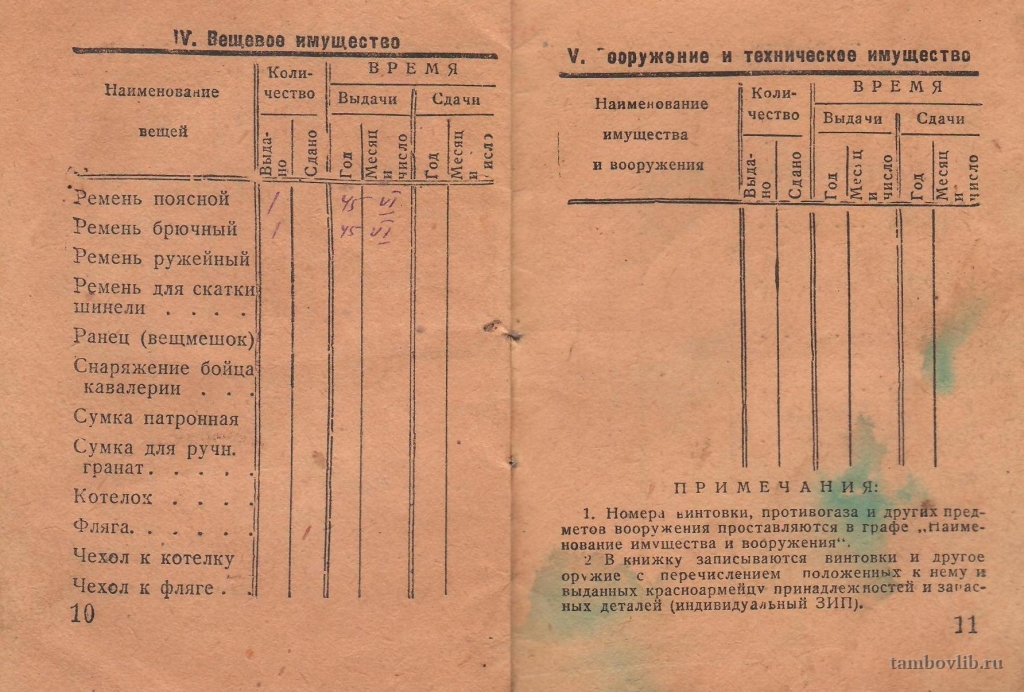 IV. Вещевое имущество
Наименование
вещей
Коли-
чество
ВРЕМЯ
Выдачи
Сдачи
Выда-
но
Сдано
Год
Месяц
и
число
Год
Месяц
и число
Ремень поясной 1 45 VI
Ремень брючный 1 45 VI
Ремень ружейный
Ремень для скатки
шинели . . . .
Ранец (вещмешок)
Снаряжение бойца
кавалерии . . .
Сумка патронная
Сумка для ручн.
гранат. . . . .
Котелок . . . .
Фляга. . . . .
Чехол к котелку
Чехол к фляге . .
10
V. Вооружение и техническое имущество
Наименование
имущества
и вооружения
Коли-
чество
ВРЕМЯ
Выдачи
Сдачи
Выда-
но
Сдано
Год
Месяц
и
число
Год
Месяц
и
число
ПРИМЕЧАНИЯ:
1. Номера винтовки, противогаза и других пред-
метов вооружения проставляются в графе „Наиме-
нование имущества и вооружения".
2 В книжку записываются винтовки и другое
оружие с перечислением положенных к нему и
выданных красноармейцу принадлежностей и запас-
ных деталей (индивидуальный ЗИП).
11
tambovlib.ru